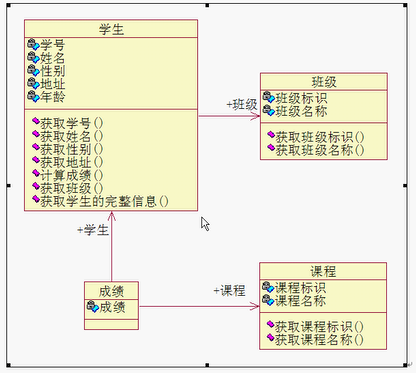 学生
学号
姓名
性别
地址
年龄
获取学号()
获取姓名()
获取性别()
获取地址()
计算成绩()
获取班级()
获取学生的完整信息()
+班级
班级
班级标识
班级名称
获取班级标识()
获取班级名称()
+学生
成绩
成绩
+课程
课程
课程标识
课程名称
获取课程标识()
获取课程名称()